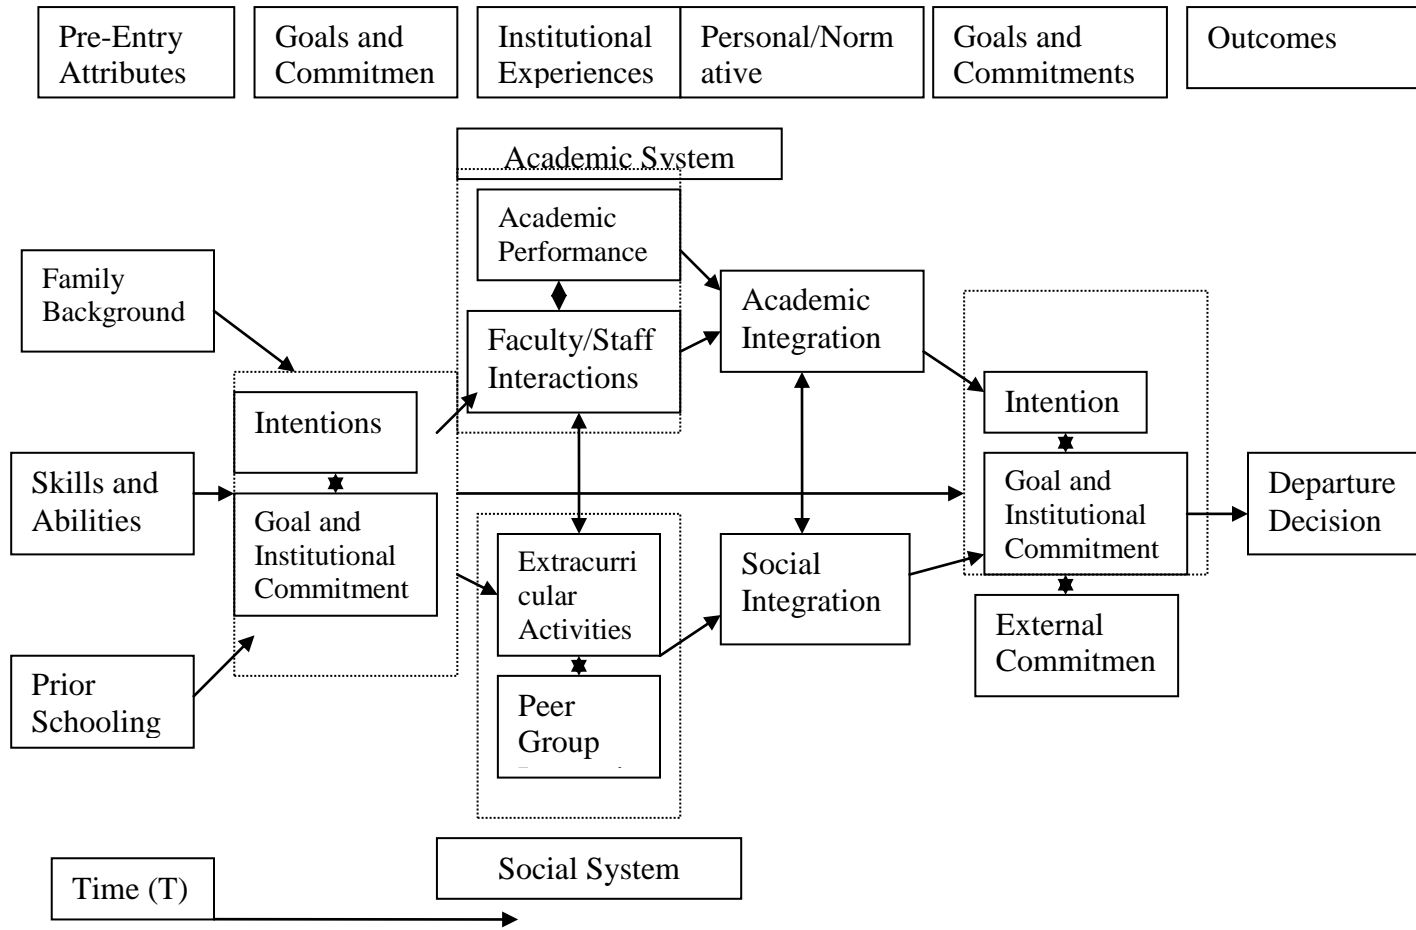 Pre-Entry
Attributes
Goals and
Commitmen
Institutional
Experiences
Personal/Norm
ative
Goals and
Commitments
Outcomes
Academic System
Academic
Performance
Family
Background
Faculty/Staff
Interactions
Academic
Integration
Intentions
Intention
Skills and
Abilities
Goal and
Institutional
Commitment
Goal and
Institutional
Commitment
Departure
Decision
Extracurri
cular
Activities
Social
Integration
External
Commitmen
Prior
Schooling
Peer
Group
Social System
Time (T)